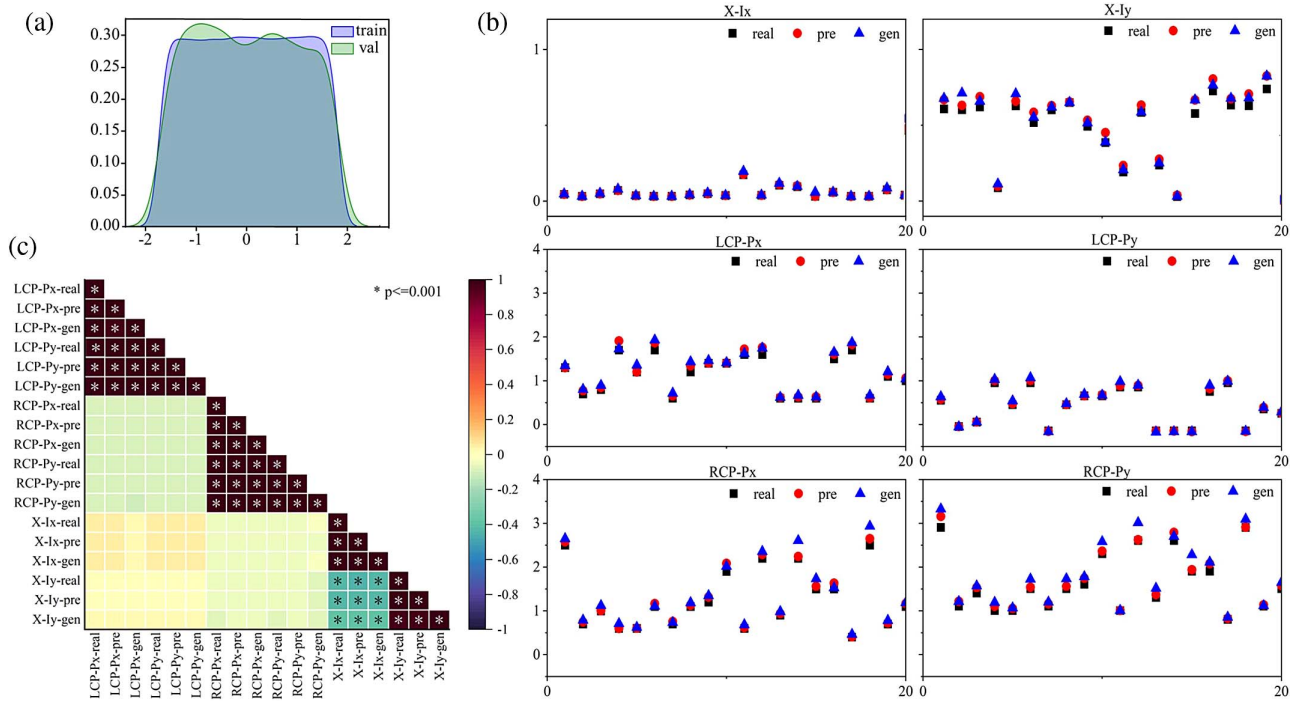 (a)
train
val
0.30
0.25
0.20
0.15
0.10
0.05
0.00
-2 -1 0 1 2
(b)
X-Ix
real pre gen
1
0
X-Iy
real pre gen
20
LCP-Px
real pre gen
4
3
2
1
0
LCP-Py
real pre gen
20
RCP-Px
real pre gen
4
3
2
1
0
0 20
RCP-Py
real pre gen
20
(c)
* p<=0.001
LCP-Px-real
LCP-Px-pre
LCP-Px-gen
LCP-Py-real
LCP-Py-pre
LCP-Py-gen
RCP-Px-real
RCP-Px-pre
RCP-Px-gen
RCP-Py-real
RCP-Py-pre
RCP-Py-gen
X-Ix-real
X-Ix-pre
X-Ix-gen
X-Iy-real
X-Iy-pre
X-Iy-gen
LCP-Px-real
LCP-Px-pre
LCP-Px-gen
LCP-Py-real
LCP-Py-pre
LCP-Py-gen
RCP-Px-real
RCP-Px-pre
RCP-Px-gen
RCP-Py-real
RCP-Py-pre
RCP-Py-gen
X-Ix-real
X-Ix-pre
X-Ix-gen
X-Iy-real
X-Iy-pre
X-Iy-gen
1
0.8
0.6
0.4
0.2
0
-0.2
-0.4
-0.6
-0.8
-1